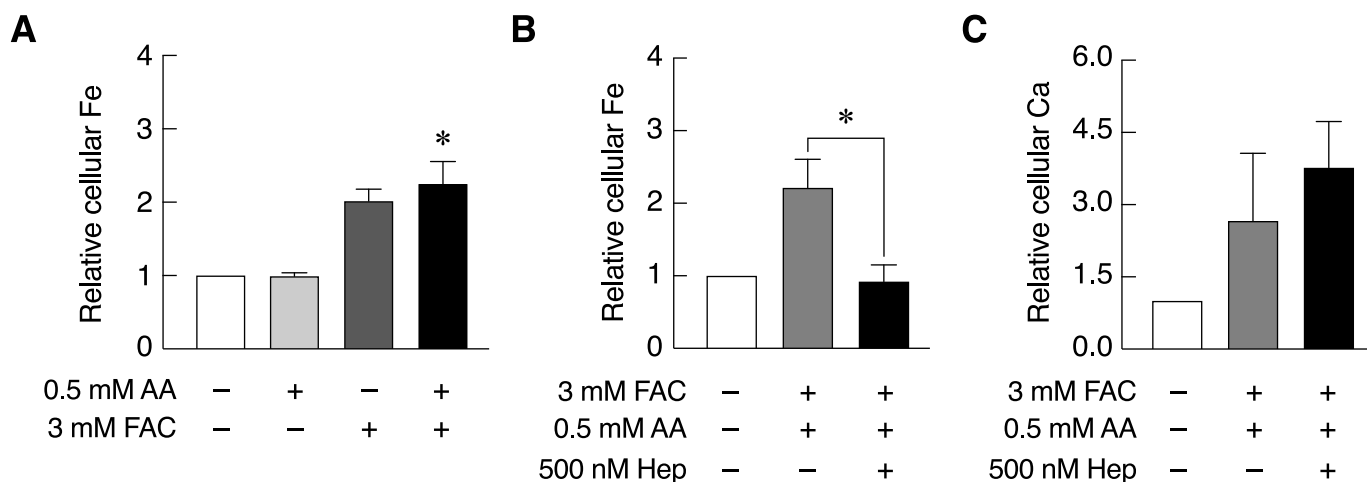 A
Relative cellular Fe
4
3
2
1
0
*
0.5 mM AA – + – +
3 mM FAC – – + +
B
Relative cellular Fe
4
3
2
1
0
*
3 mM FAC – + +
0.5 mM AA – + +
500 nM Hep – – +
C
Relative cellular Ca
6.0
4.5
3.0
1.5
0.0
3 mM FAC – + +
0.5 mM AA – + +
500 nM Hep – – +